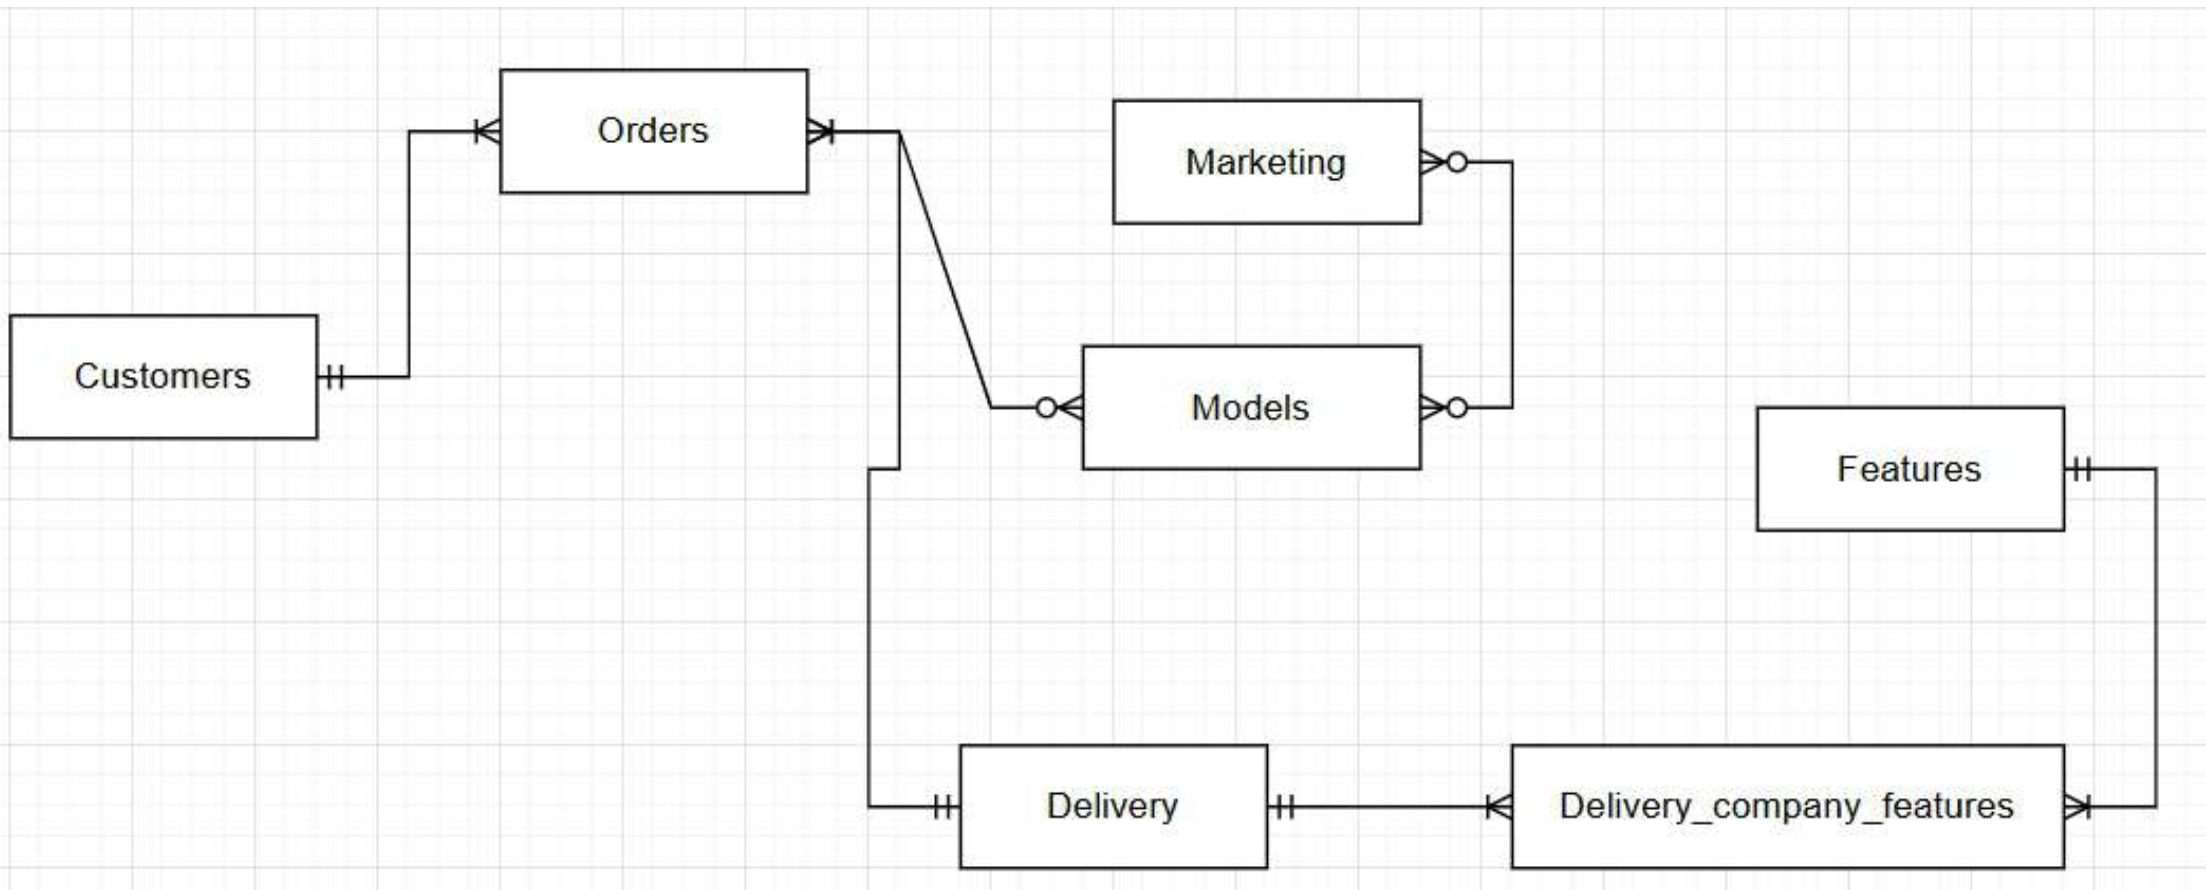 Orders
Marketing
Customers
Models
Features
Delivery
Delivery_company_features